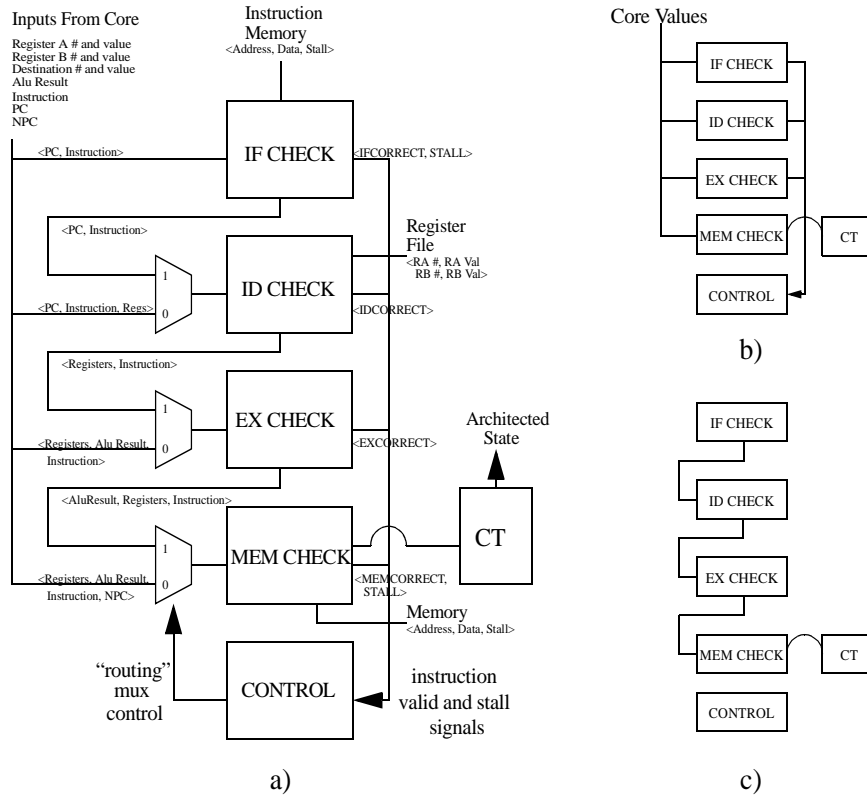 Inputs From Core
Register A # and value
Register B # and value
Destination # and value
Alu Result
Instruction
PC
NPC
Instruction
Memory
<Address, Data, Stall>
<PC, Instruction>
IF CHECK
<IFCORRECT, STALL>
<PC, Instruction>
Register
File
<RA #, RA Val
RB #, RB Val>
1
0
ID CHECK
<PC, Instruction, Regs>
<IDCORRECT>
<Registers, Instruction>
1
0
EX CHECK
<Registers, Alu Result,
Instruction>
<EXCORRECT>
Architected
State
<AluResult, Registers, Instruction>
1
0
MEM CHECK
CT
<Registers, Alu Result,
Instruction, NPC>
<MEMCORRECT,
STALL>
Memory
<Address, Data, Stall>
“routing”
mux
control
CONTROL
instruction
valid and stall
signals
a)
Core Values
IF CHECK
ID CHECK
EX CHECK
MEM CHECK
CT
CONTROL
b)
IF CHECK
ID CHECK
EX CHECK
MEM CHECK
CT
CONTROL
c)